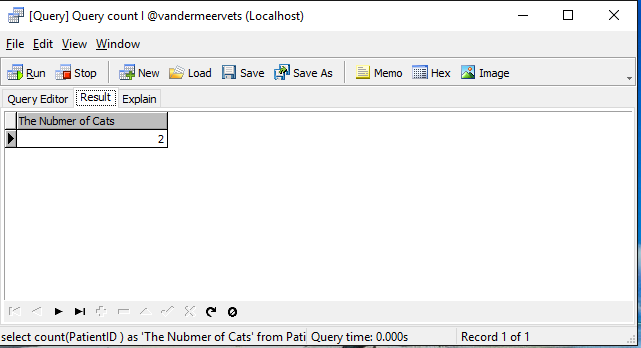 [Query] Query count I @vandermeervets (Localhost)
File Edit View Window
Run Stop New Load Save Save As Memo Hex Image
Query Editor Result Explain
The Nubmer of Cats
2
select count(PatientID ) as 'The Nubmer of Cats' from Pati Query time: 0.000s Record 1 of 1